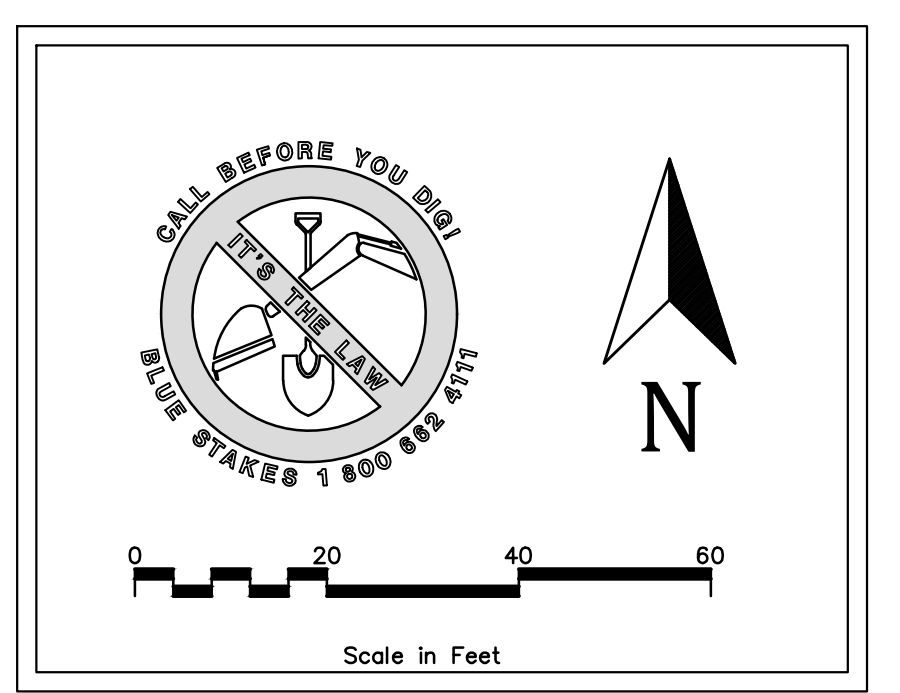 CALL BEFORE YOU DIG!
IT'S THE LAW
BLUE STAKES 1 800 662 4111
N
0 20 40 60
Scale in Feet